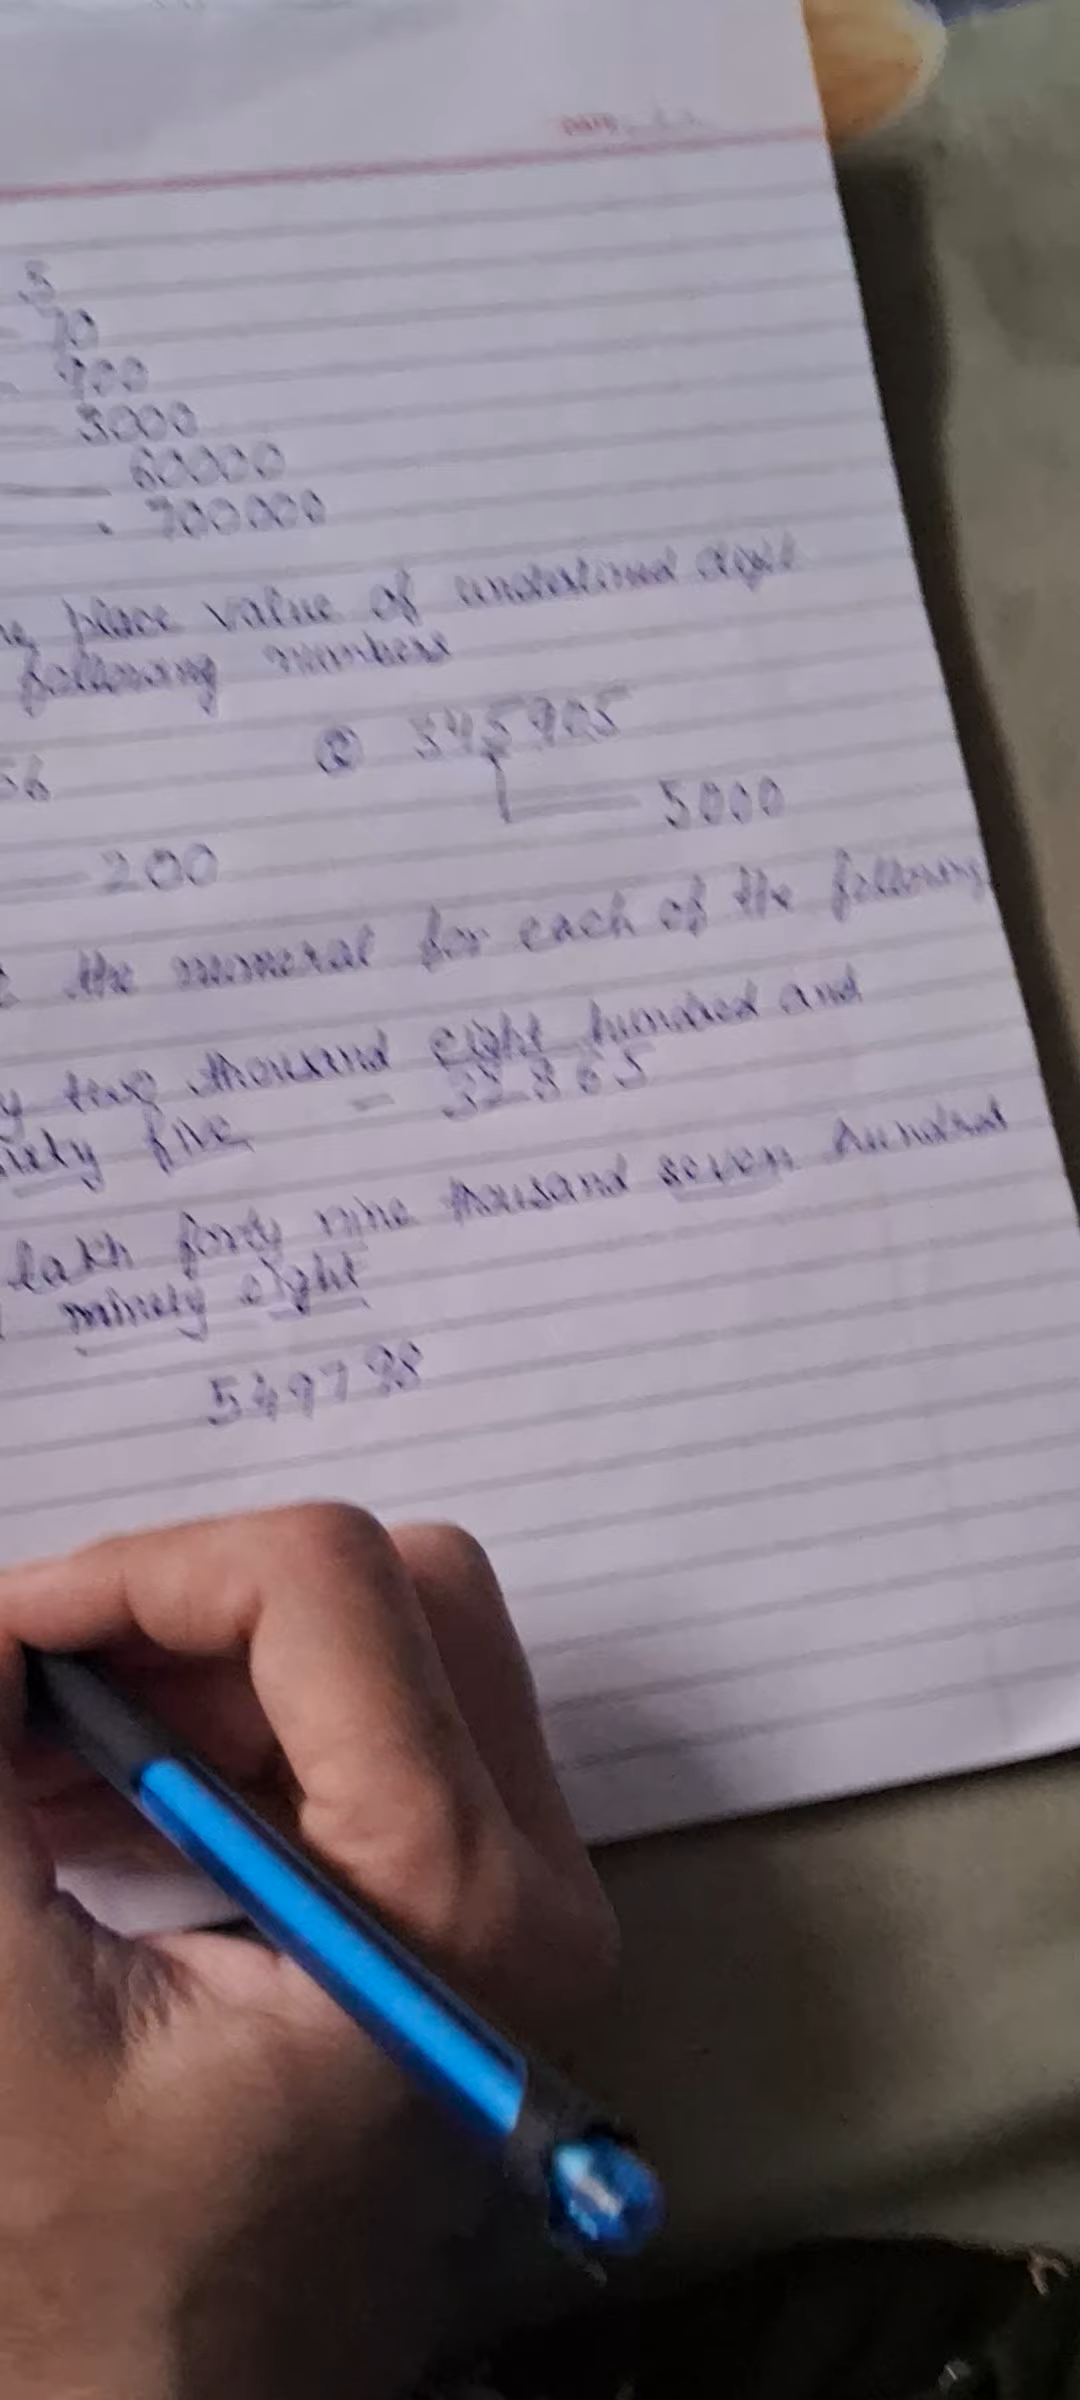 DATE
5
70
900
3000
60000
700000
place value of underlined digit
following numbers
56
② 345905
5000
200
the numeral for each of the following
two thousand eight hundred and
five = 32865
lakh forty nine thousand seven hundred
ninety eight
549798